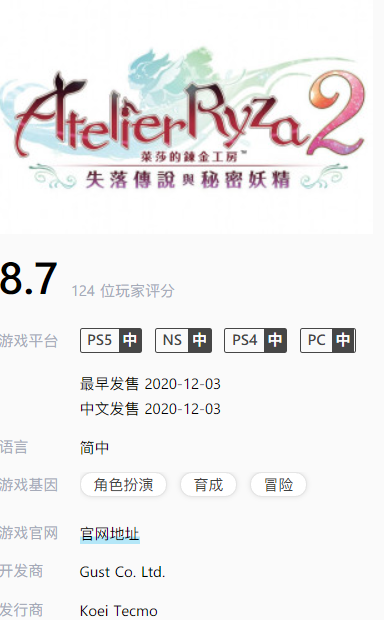 Atelier Ryza 2
萊莎的鍊金工房™
失落傳說與秘密妖精
8.7 124 位玩家评分
游戏平台 PS5 中 NS 中 PS4 中 PC 中
最早发售 2020-12-03
中文发售 2020-12-03
语言 简中
游戏基因 角色扮演 育成 冒险
游戏官网 官网地址
开发商 Gust Co. Ltd.
发行商 Koei Tecmo